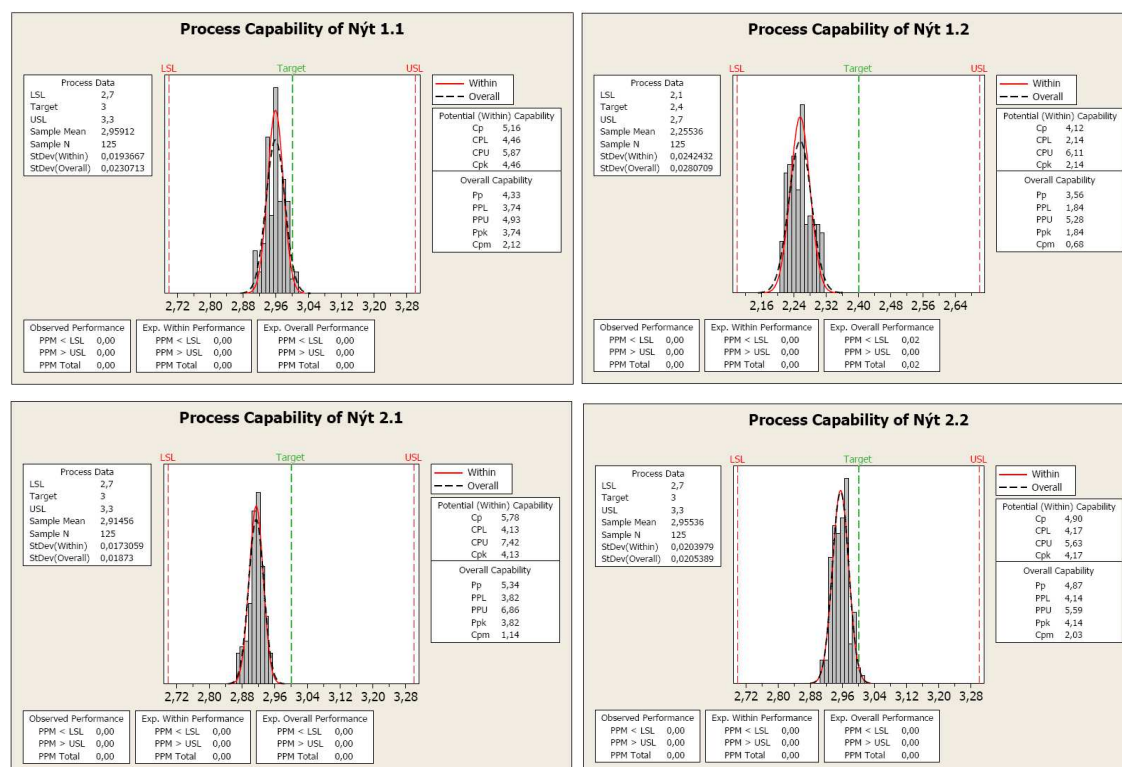 Process Capability of Nýt 1.1
LSL Target USL
Process Data
LSL 2,7
Target 3
USL 3,3
Sample Mean 2,95912
Sample N 125
StDev(Within) 0,0193667
StDev(Overall) 0,0230713
Within
Overall
Potential (Within) Capability
Cp 5,16
CPL 4,46
CPU 5,87
Cpk 4,46
Overall Capability
Pp 4,33
PPL 3,74
PPU 4,93
Ppk 3,74
Cpm 2,12
2,72 2,80 2,88 2,96 3,04 3,12 3,20 3,28
Observed Performance
PPM < LSL 0,00
PPM > USL 0,00
PPM Total 0,00
Exp. Within Performance
PPM < LSL 0,00
PPM > USL 0,00
PPM Total 0,00
Exp. Overall Performance
PPM < LSL 0,00
PPM > USL 0,00
PPM Total 0,00
Process Capability of Nýt 1.2
LSL Target USL
Process Data
LSL 2,1
Target 2,4
USL 2,7
Sample Mean 2,25536
Sample N 125
StDev(Within) 0,0242432
StDev(Overall) 0,0280709
Within
Overall
Potential (Within) Capability
Cp 4,12
CPL 2,14
CPU 6,11
Cpk 2,14
Overall Capability
Pp 3,56
PPL 1,84
PPU 5,28
Ppk 1,84
Cpm 0,68
2,16 2,24 2,32 2,40 2,48 2,56 2,64
Observed Performance
PPM < LSL 0,00
PPM > USL 0,00
PPM Total 0,00
Exp. Within Performance
PPM < LSL 0,00
PPM > USL 0,00
PPM Total 0,00
Exp. Overall Performance
PPM < LSL 0,02
PPM > USL 0,00
PPM Total 0,02
Process Capability of Nýt 2.1
LSL Target USL
Process Data
LSL 2,7
Target 3
USL 3,3
Sample Mean 2,91456
Sample N 125
StDev(Within) 0,0173059
StDev(Overall) 0,01873
Within
Overall
Potential (Within) Capability
Cp 5,78
CPL 4,13
CPU 7,42
Cpk 4,13
Overall Capability
Pp 5,34
PPL 3,82
PPU 6,86
Ppk 3,82
Cpm 1,14
2,72 2,80 2,88 2,96 3,04 3,12 3,20 3,28
Observed Performance
PPM < LSL 0,00
PPM > USL 0,00
PPM Total 0,00
Exp. Within Performance
PPM < LSL 0,00
PPM > USL 0,00
PPM Total 0,00
Exp. Overall Performance
PPM < LSL 0,00
PPM > USL 0,00
PPM Total 0,00
Process Capability of Nýt 2.2
LSL Target USL
Process Data
LSL 2,7
Target 3
USL 3,3
Sample Mean 2,95536
Sample N 125
StDev(Within) 0,0203979
StDev(Overall) 0,0205389
Within
Overall
Potential (Within) Capability
Cp 4,90
CPL 4,17
CPU 5,63
Cpk 4,17
Overall Capability
Pp 4,87
PPL 4,14
PPU 5,59
Ppk 4,14
Cpm 2,03
2,72 2,80 2,88 2,96 3,04 3,12 3,20 3,28
Observed Performance
PPM < LSL 0,00
PPM > USL 0,00
PPM Total 0,00
Exp. Within Performance
PPM < LSL 0,00
PPM > USL 0,00
PPM Total 0,00
Exp. Overall Performance
PPM < LSL 0,00
PPM > USL 0,00
PPM Total 0,00